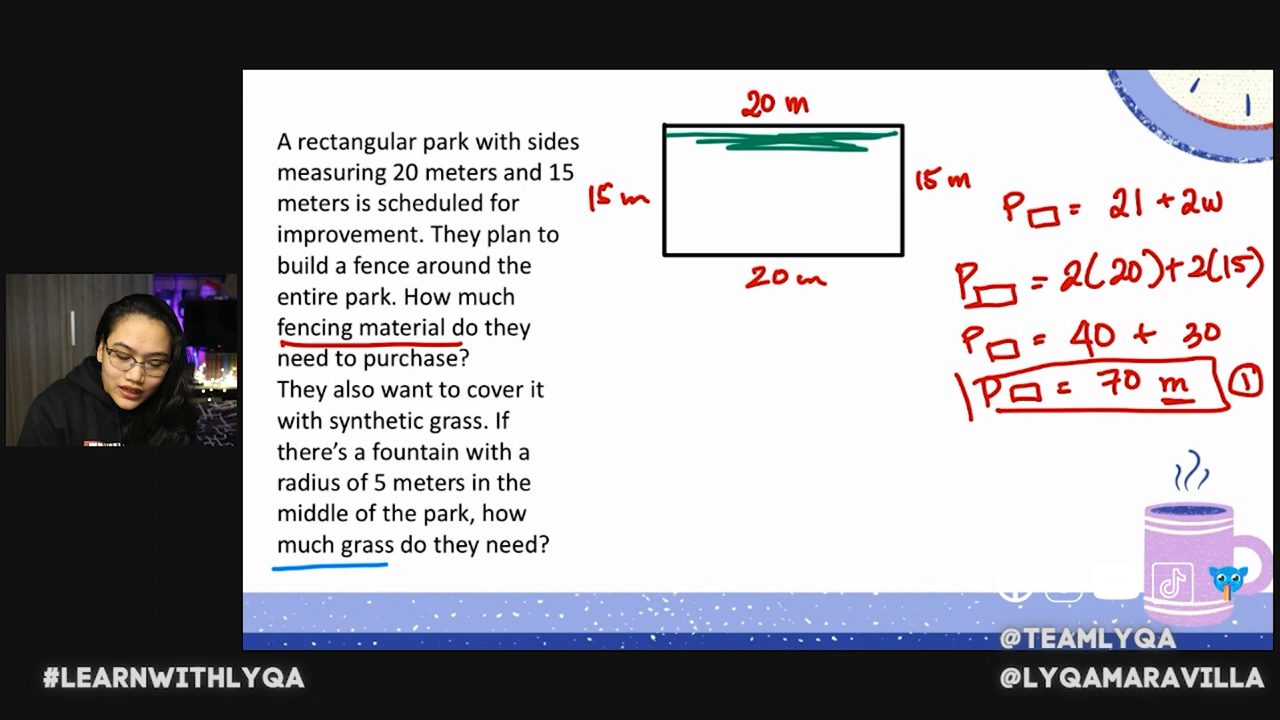 A rectangular park with sides
measuring 20 meters and 15
meters is scheduled for
improvement. They plan to
build a fence around the
entire park. How much
fencing material do they
need to purchase?
They also want to cover it
with synthetic grass. If
there's a fountain with a
radius of 5 meters in the
middle of the park, how
much grass do they need?
20 m
15 m
15 m
20 m
P▭ = 2l + 2w
P▭ = 2(20)+2(15)
P▭ = 40 + 30
P▭ = 70 m
1
@TEAMLYQA
#LEARNWITHLYQA
@LYQAMARAVILLA